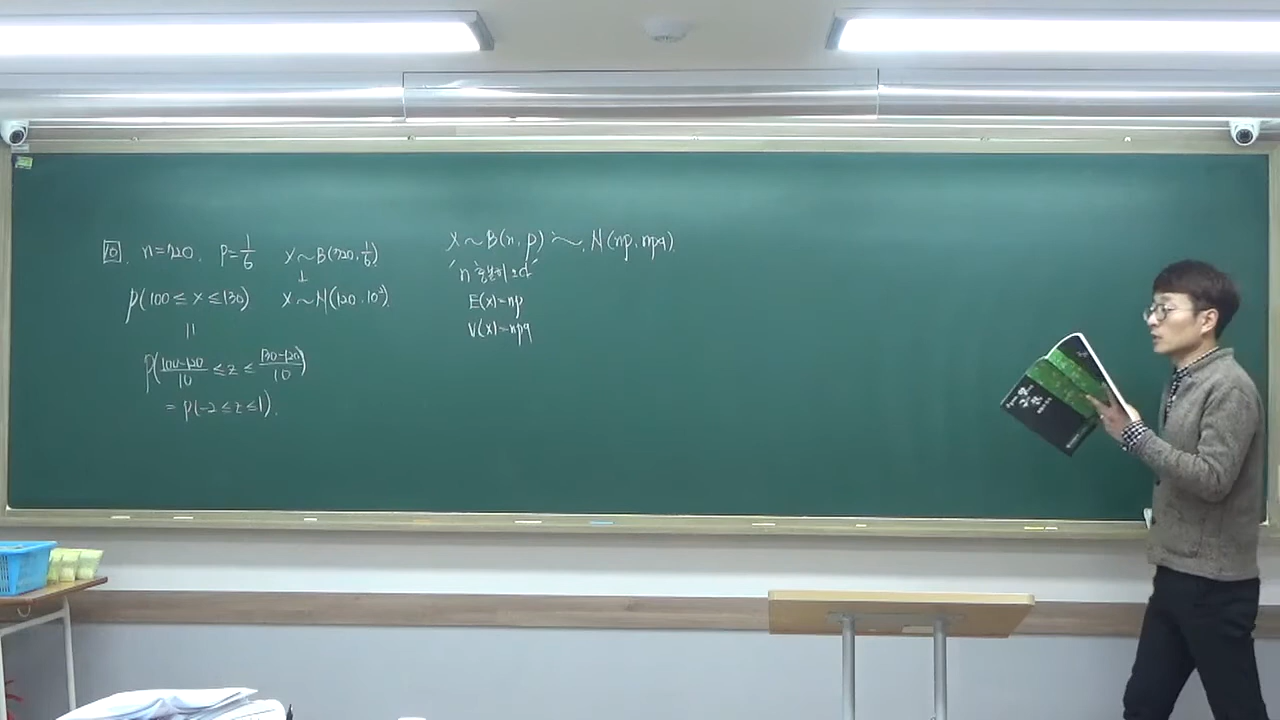 10. n=720. P=1/6 X~B(720, 1/6)
↓
P(100≤X≤130) X~N(120, 10²)
=
P((100-120)/10 ≤ Z ≤ (130-120)/10)
= P(-2≤Z≤1).
X~B(n, p) ~ N(np, npq).
"n 충분히 크다"
E(X)=np
V(X)=npq